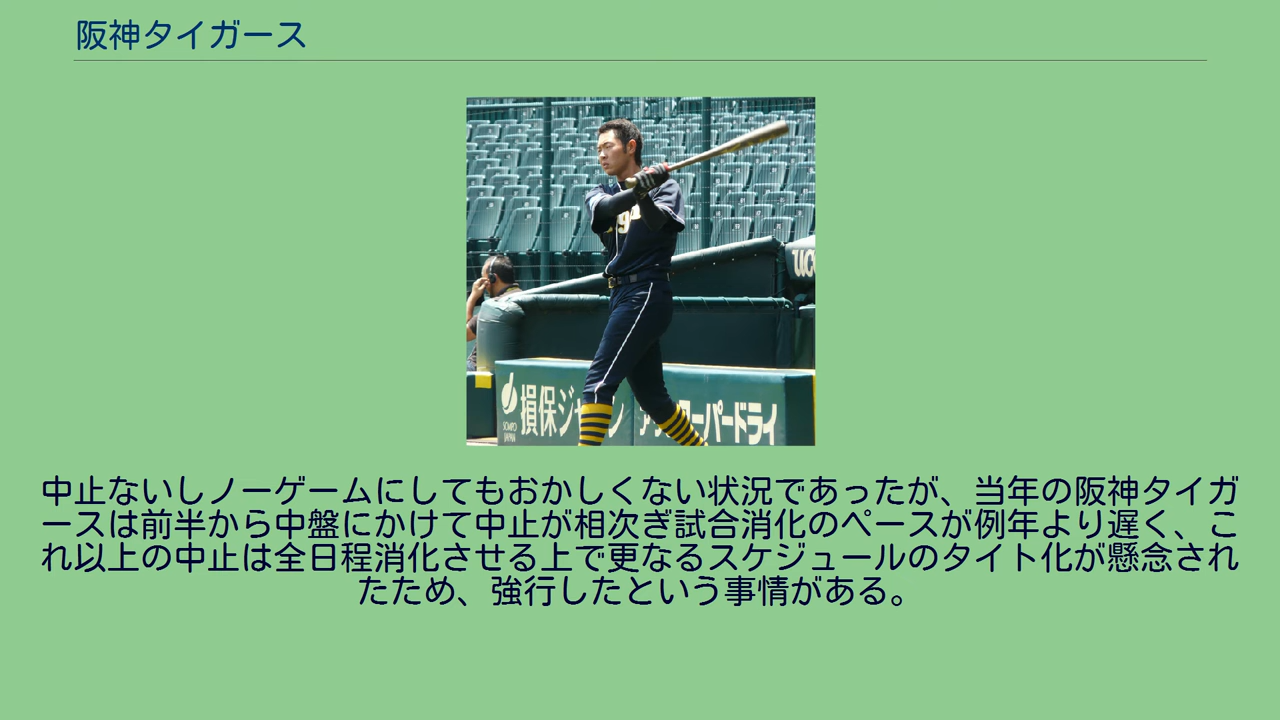 阪神タイガース
UC
損保ジャ
SOMPO
JAPAN
ーパードライ
中止ないしノーゲームにしてもおかしくない状況であったが、当年の阪神タイガ
ースは前半から中盤にかけて中止が相次ぎ試合消化のペースが例年より遅く、こ
れ以上の中止は全日程消化させる上で更なるスケジュールのタイト化が懸念され
たため、強行したという事情がある。